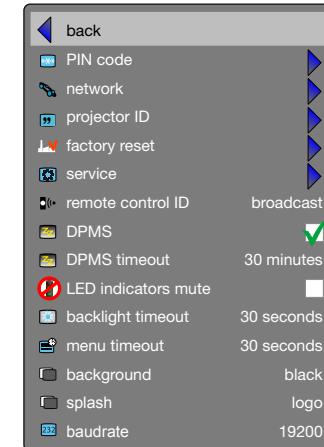 back
PIN code
network
projector ID
factory reset
service
remote control ID broadcast
DPMS
DPMS timeout 30 minutes
LED indicators mute
backlight timeout 30 seconds
menu timeout 30 seconds
background black
splash logo
232 baudrate 19200